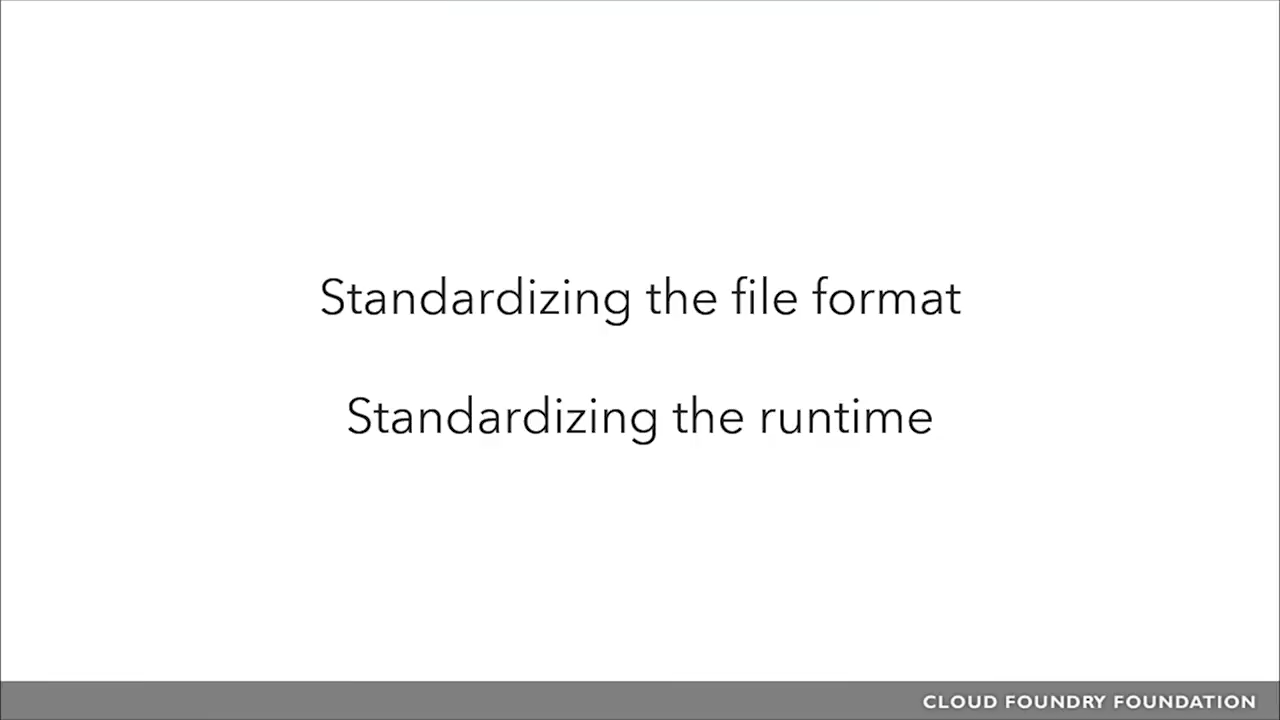 Standardizing the file format
Standardizing the runtime
CLOUD FOUNDRY FOUNDATION